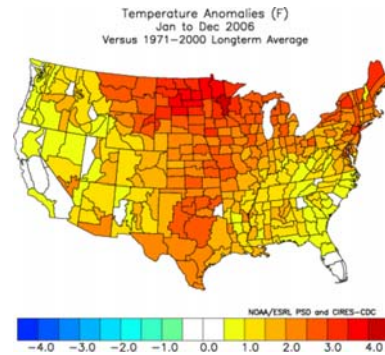 Temperature Anomalies (F)
Jan to Dec 2006
Versus 1971-2000 Longterm Average
NOAA/ESRL PSD and CIRES-CDC
-4.0 -3.0 -2.0 -1.0 0.0 1.0 2.0 3.0 4.0